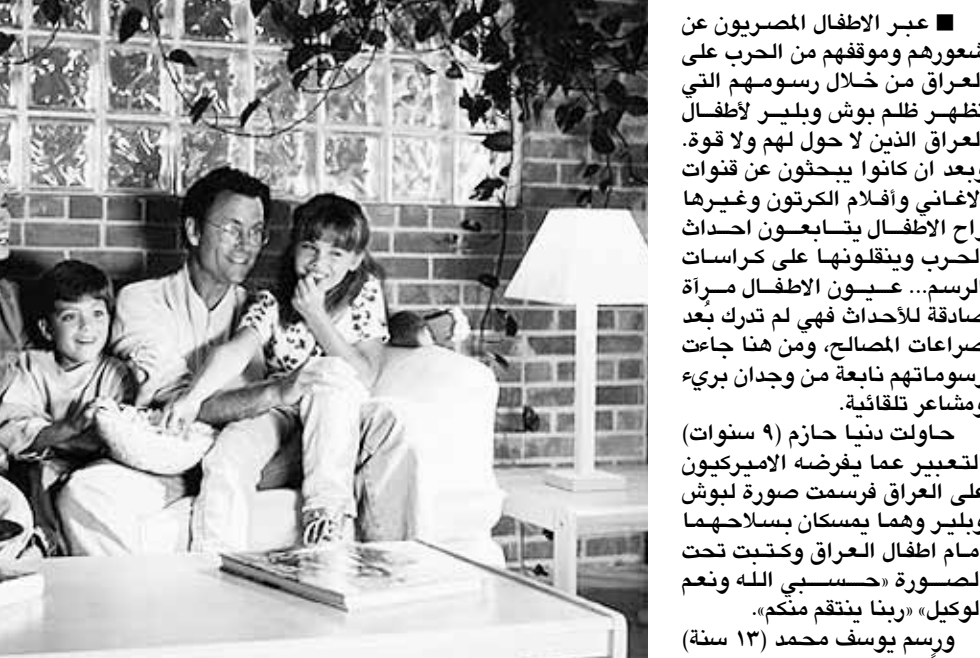 ■ عبر الاطفال المصريون عن
شعورهم وموقفهم من الحرب على
العراق من خلال رسومهم التي
تظهر ظلم بوش وبلير لأطفال
العراق الذين لا حول لهم ولا قوة.
وبعد ان كانوا يبحثون عن قنوات
الاغاني وأفلام الكرتون وغيرها
راح الاطفال يتابعون احداث
الحرب وينقلونها على كراسات
الرسم... عيون الاطفال مرآة
صادقة للأحداث فهي لم تدرك بُعد
صراعات المصالح، ومن هنا جاءت
رسوماتهم نابعة من وجدان بريء
ومشاعر تلقائية.
حاولت دنيا حازم (٩ سنوات)
التعبير عما يفرضه الاميركيون
على العراق فرسمت صورة لبوش
وبلير وهما يمسكان بسلاحهما
امام اطفال العراق وكتبت تحت
الصورة «حسبي الله ونعم
الوكيل» «ربنا ينتقم منكم».
ورسم يوسف محمد (١٣ سنة)